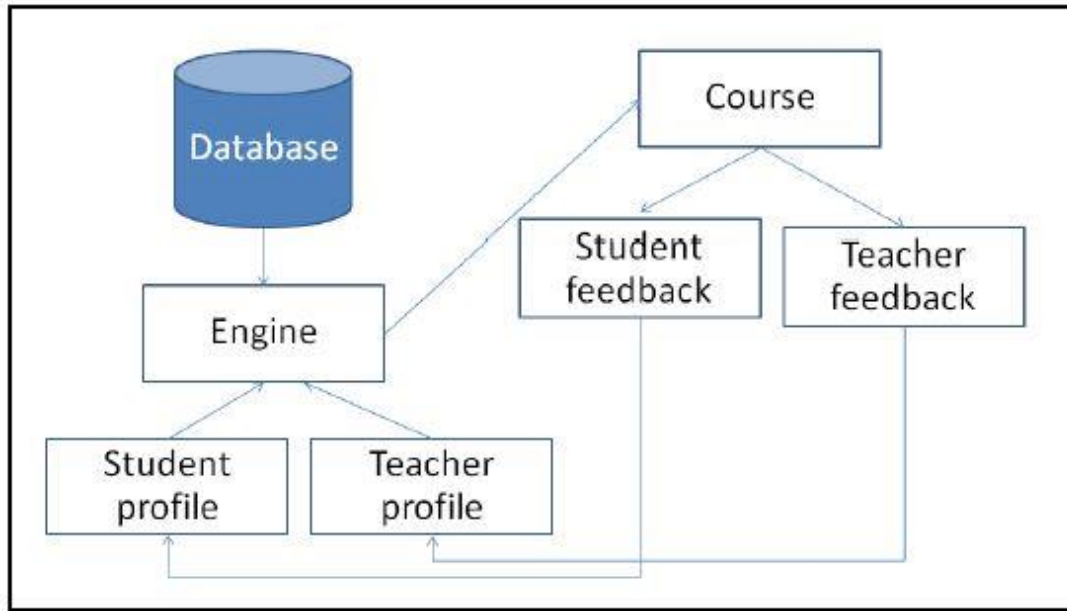 Database
Course
Student
feedback
Teacher
feedback
Engine
Student
profile
Teacher
profile